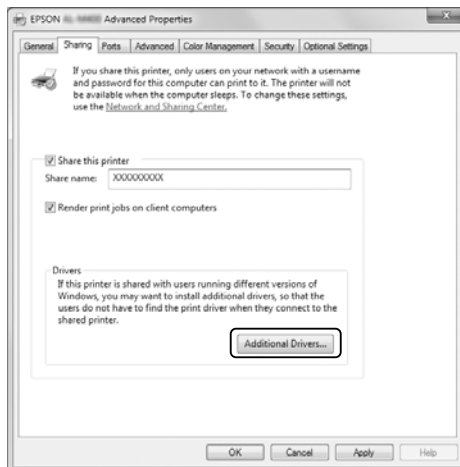 EPSON Advanced Properties
General Sharing Ports Advanced Color Management Security Optional Settings
If you share this printer, only users on your network with a username
and password for this computer can print to it. The printer will not
be available when the computer sleeps. To change these settings,
use the Network and Sharing Center.
Share this printer
Share name: XXXXXXXXX
Render print jobs on client computers
Drivers
If this printer is shared with users running different versions of
Windows, you may want to install additional drivers, so that the
users do not have to find the print driver when they connect to the
shared printer.
Additional Drivers...
OK Cancel Apply Help